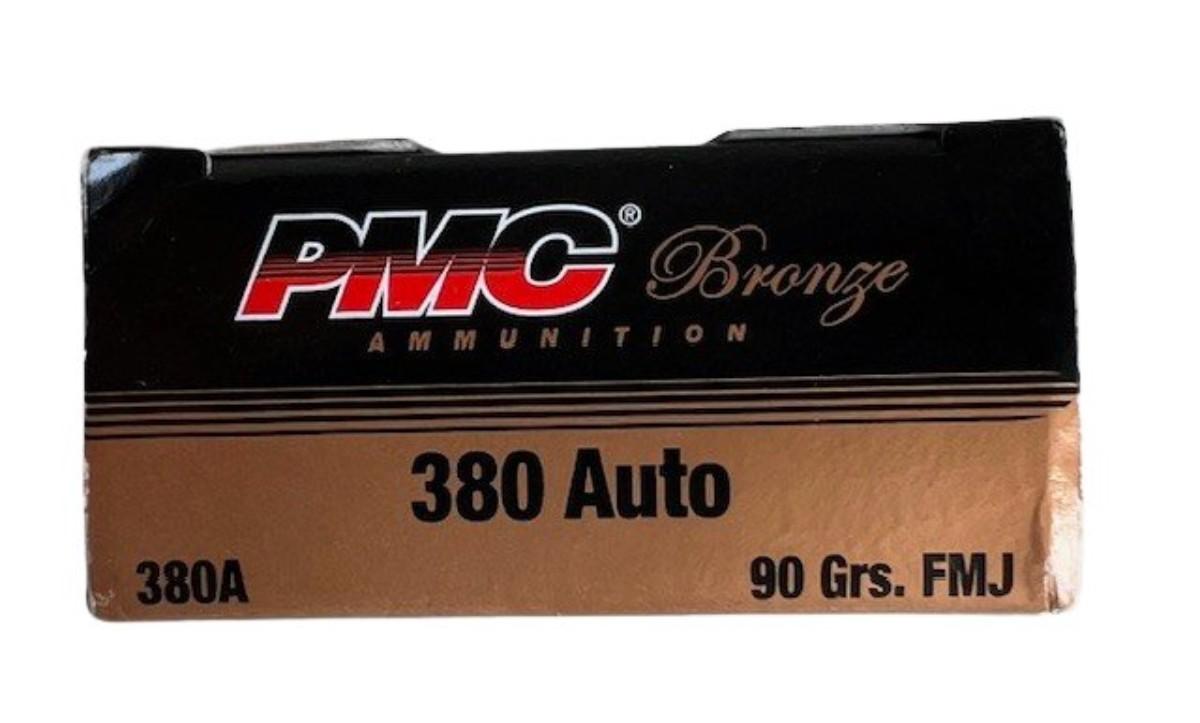 PMC® Bronze
AMMUNITION
380 Auto
380A 90 Grs. FMJ